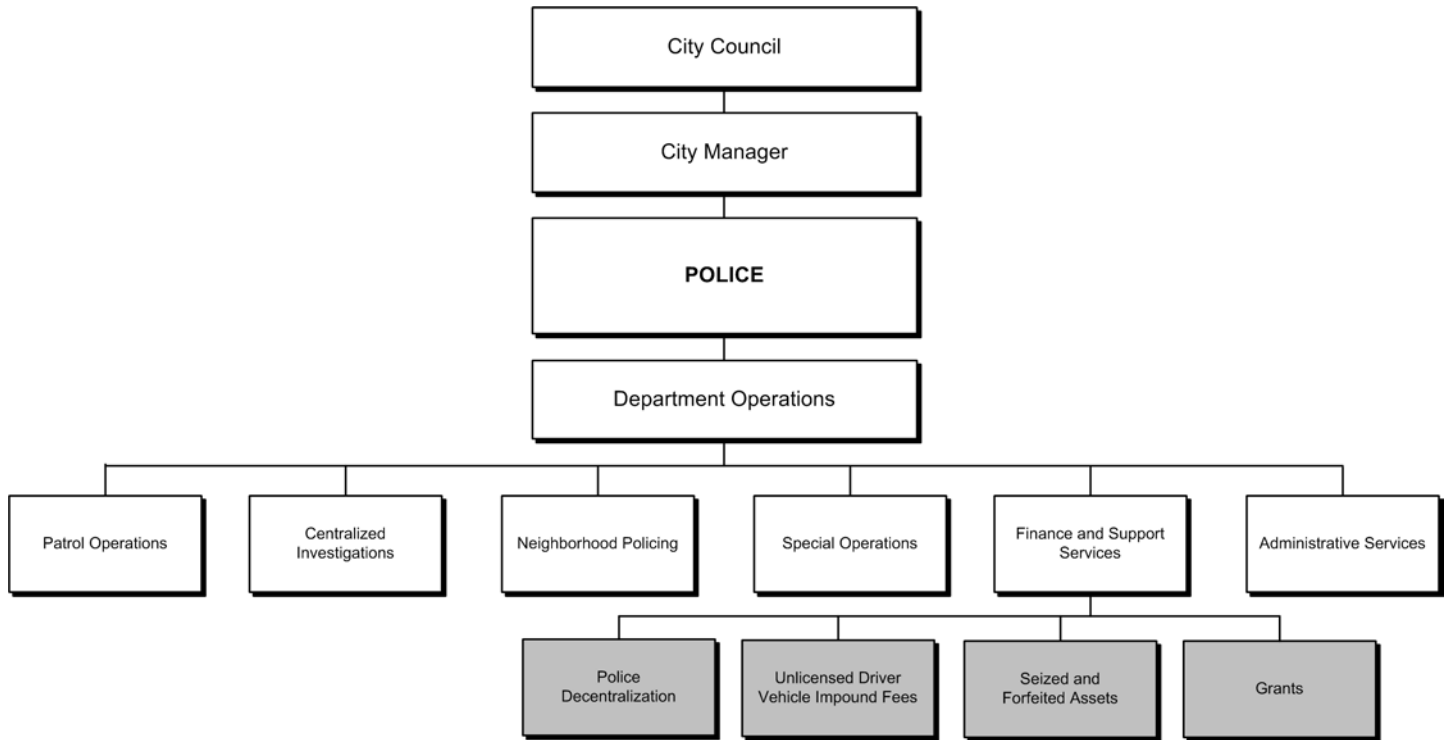 City Council
City Manager
POLICE
Department Operations
Patrol Operations
Centralized
Investigations
Neighborhood Policing
Special Operations
Finance and Support
Services
Administrative Services
Police
Decentralization
Unlicensed Driver
Vehicle Impound Fees
Seized and
Forfeited Assets
Grants